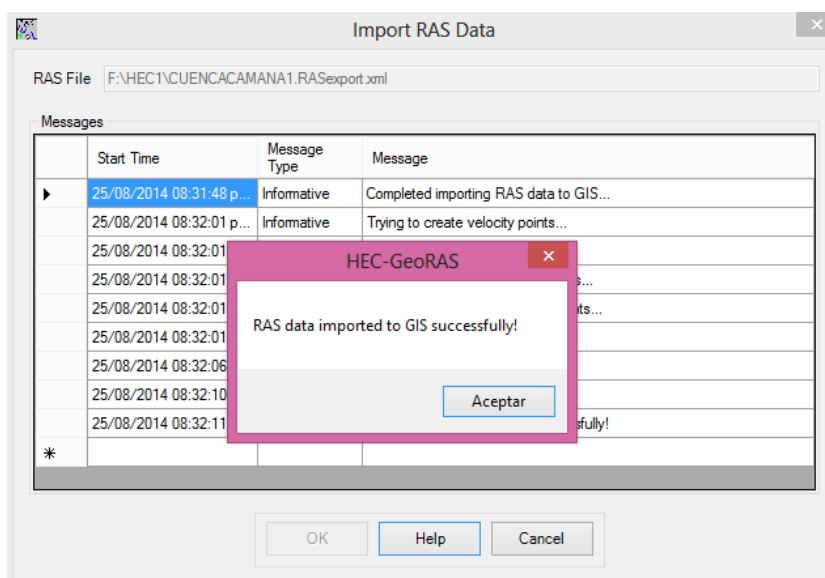 Import RAS Data
RAS File F:\HEC1\CUENCACAMANA1.RASexport.xml
Messages
Start Time Message Type Message
25/08/2014 08:31:48 p... Informative Completed importing RAS data to GIS...
25/08/2014 08:32:01 p... Informative Trying to create velocity points...
25/08/2014 08:32:01
25/08/2014 08:32:01
25/08/2014 08:32:01
25/08/2014 08:32:01
25/08/2014 08:32:06
25/08/2014 08:32:10
25/08/2014 08:32:11
HEC-GeoRAS
RAS data imported to GIS successfully!
Aceptar
OK Help Cancel